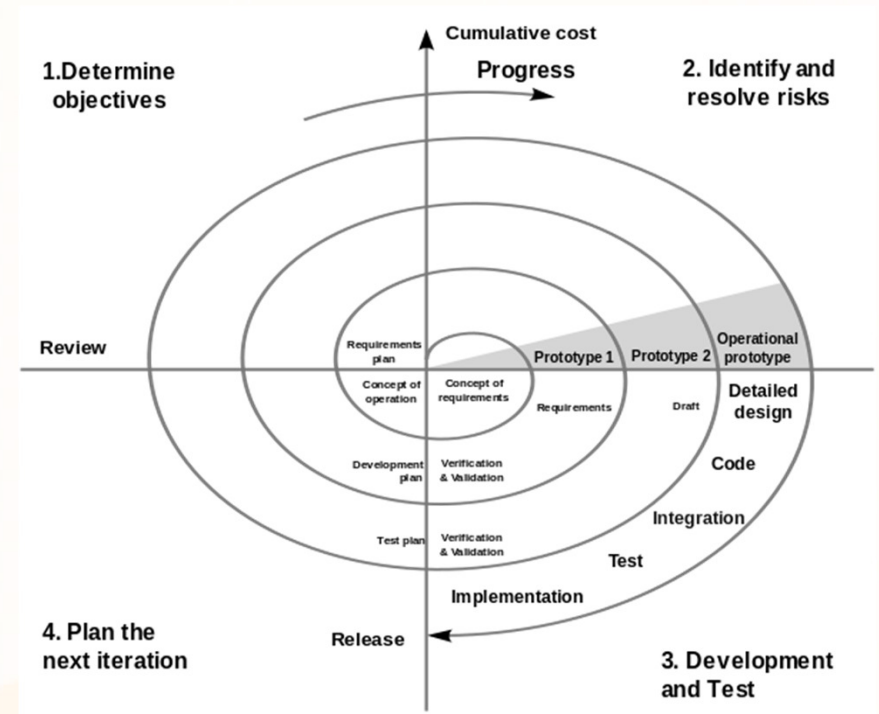 Cumulative cost
Progress
1.Determine
objectives
2. Identify and
resolve risks
Review
Requirements
plan
Prototype 1
Prototype 2
Operational
prototype
Concept of
operation
Concept of
requirements
Requirements
Draft
Detailed
design
Development
plan
Verification
& Validation
Code
Integration
Test plan
Verification
& Validation
Test
Implementation
Release
4. Plan the
next iteration
3. Development
and Test